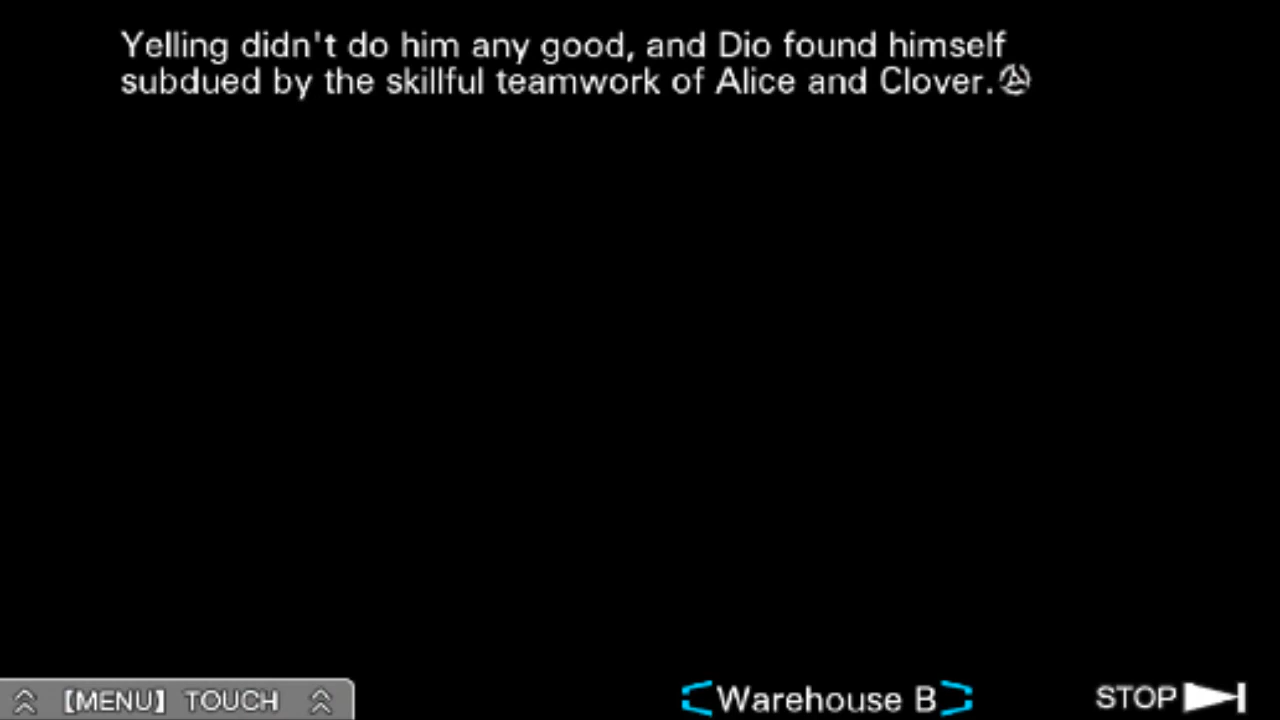 Yelling didn't do him any good, and Dio found himself
subdued by the skillful teamwork of Alice and Clover.
【MENU】 TOUCH
Warehouse B
STOP